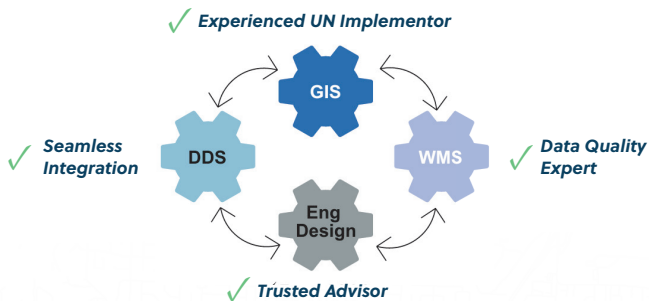 Experienced UN Implementor
GIS
Seamless
Integration
DDS
WMS
Data Quality
Expert
Eng
Design
Trusted Advisor